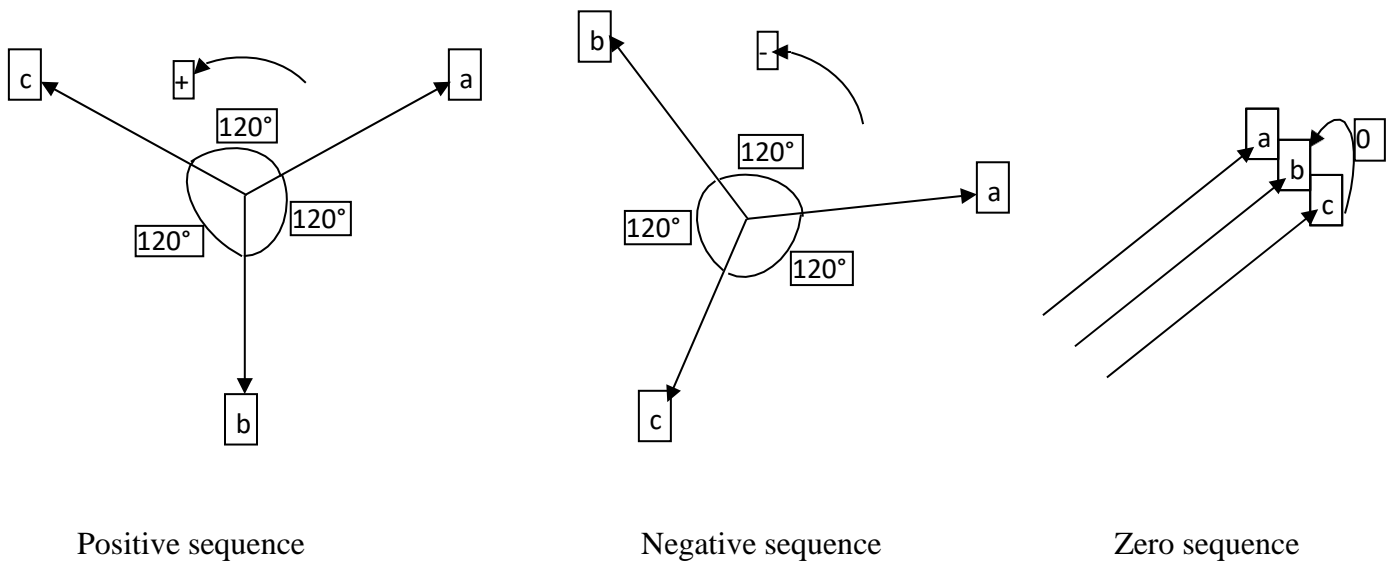 c
+
a
120°
120°
120°
b
Positive sequence
b
-
a
120°
120°
120°
c
Negative sequence
a
b
c
0
Zero sequence